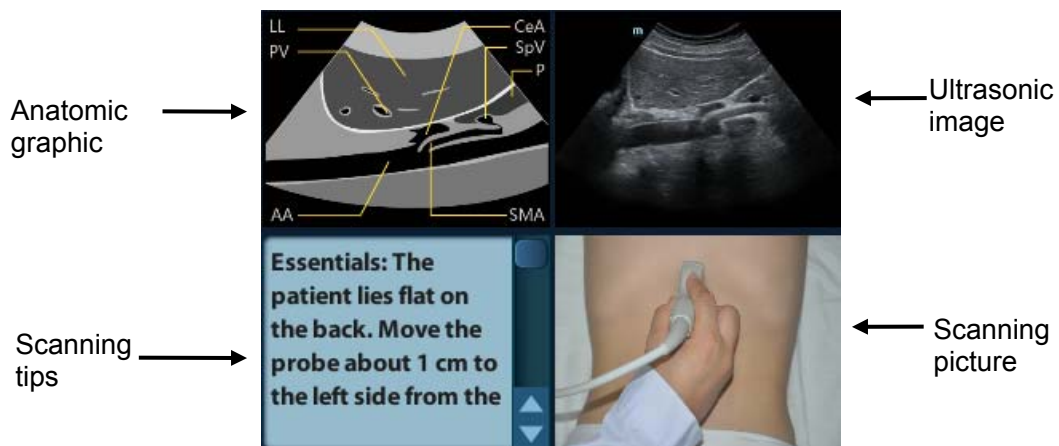 LL
CeA
PV
SpV
P
m
Anatomic
graphic
Ultrasonic
image
AA
SMA
Essentials: The
patient lies flat on
the back. Move the
probe about 1 cm to
the left side from the
Scanning
tips
Scanning
picture